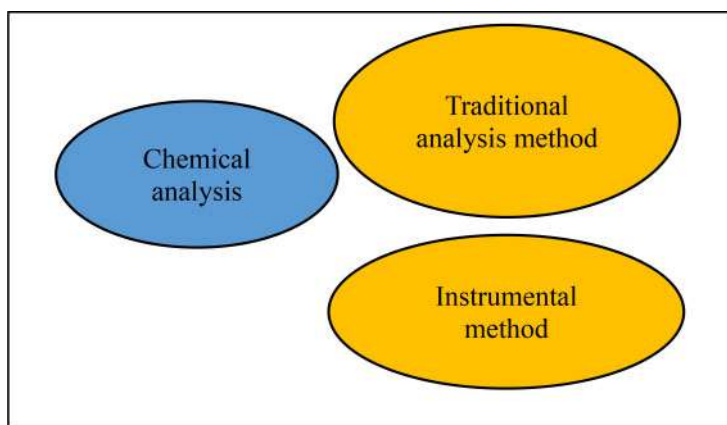 Chemical
analysis
Traditional
analysis method
Instrumental
method